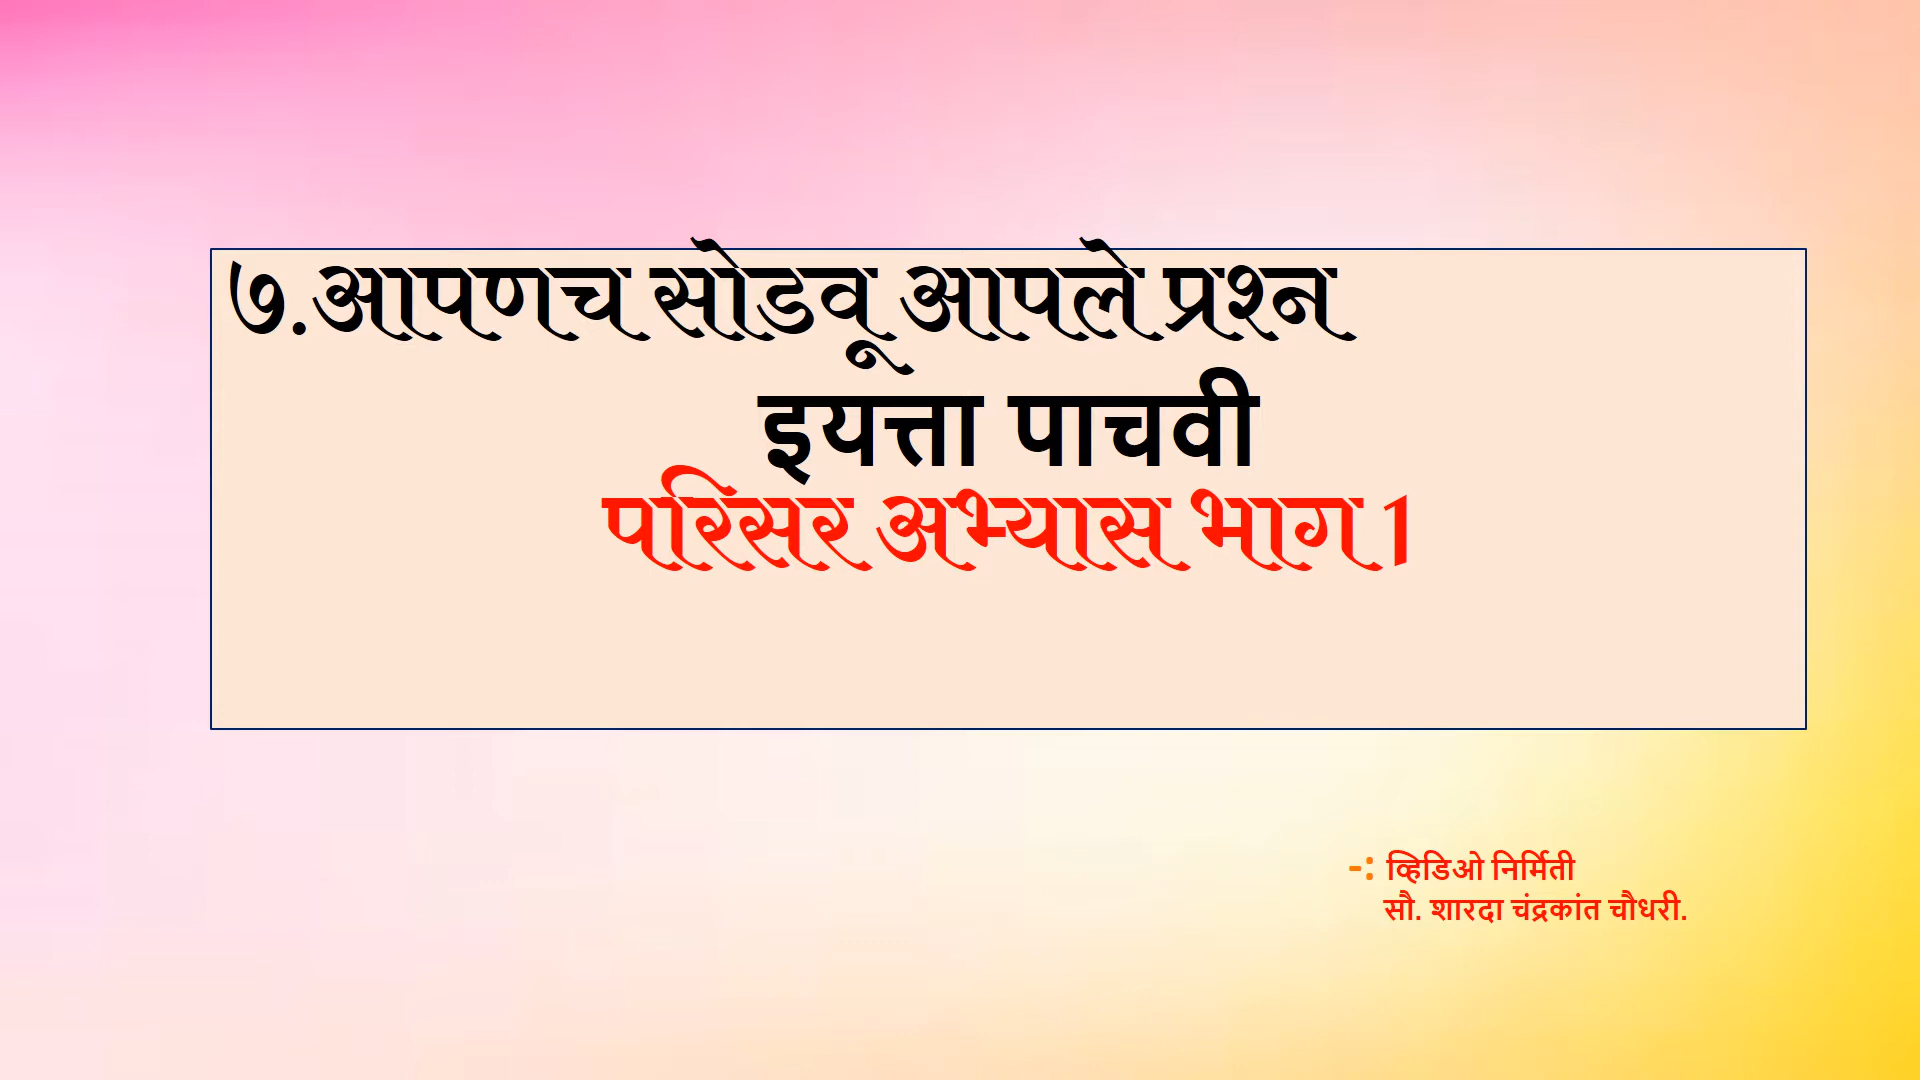 ७.आपणच सोडवू आपले प्रश्न
इयत्ता पाचवी
परिसर अभ्यास भाग 1
-: व्हिडिओ निर्मिती
सौ. शारदा चंद्रकांत चौधरी.